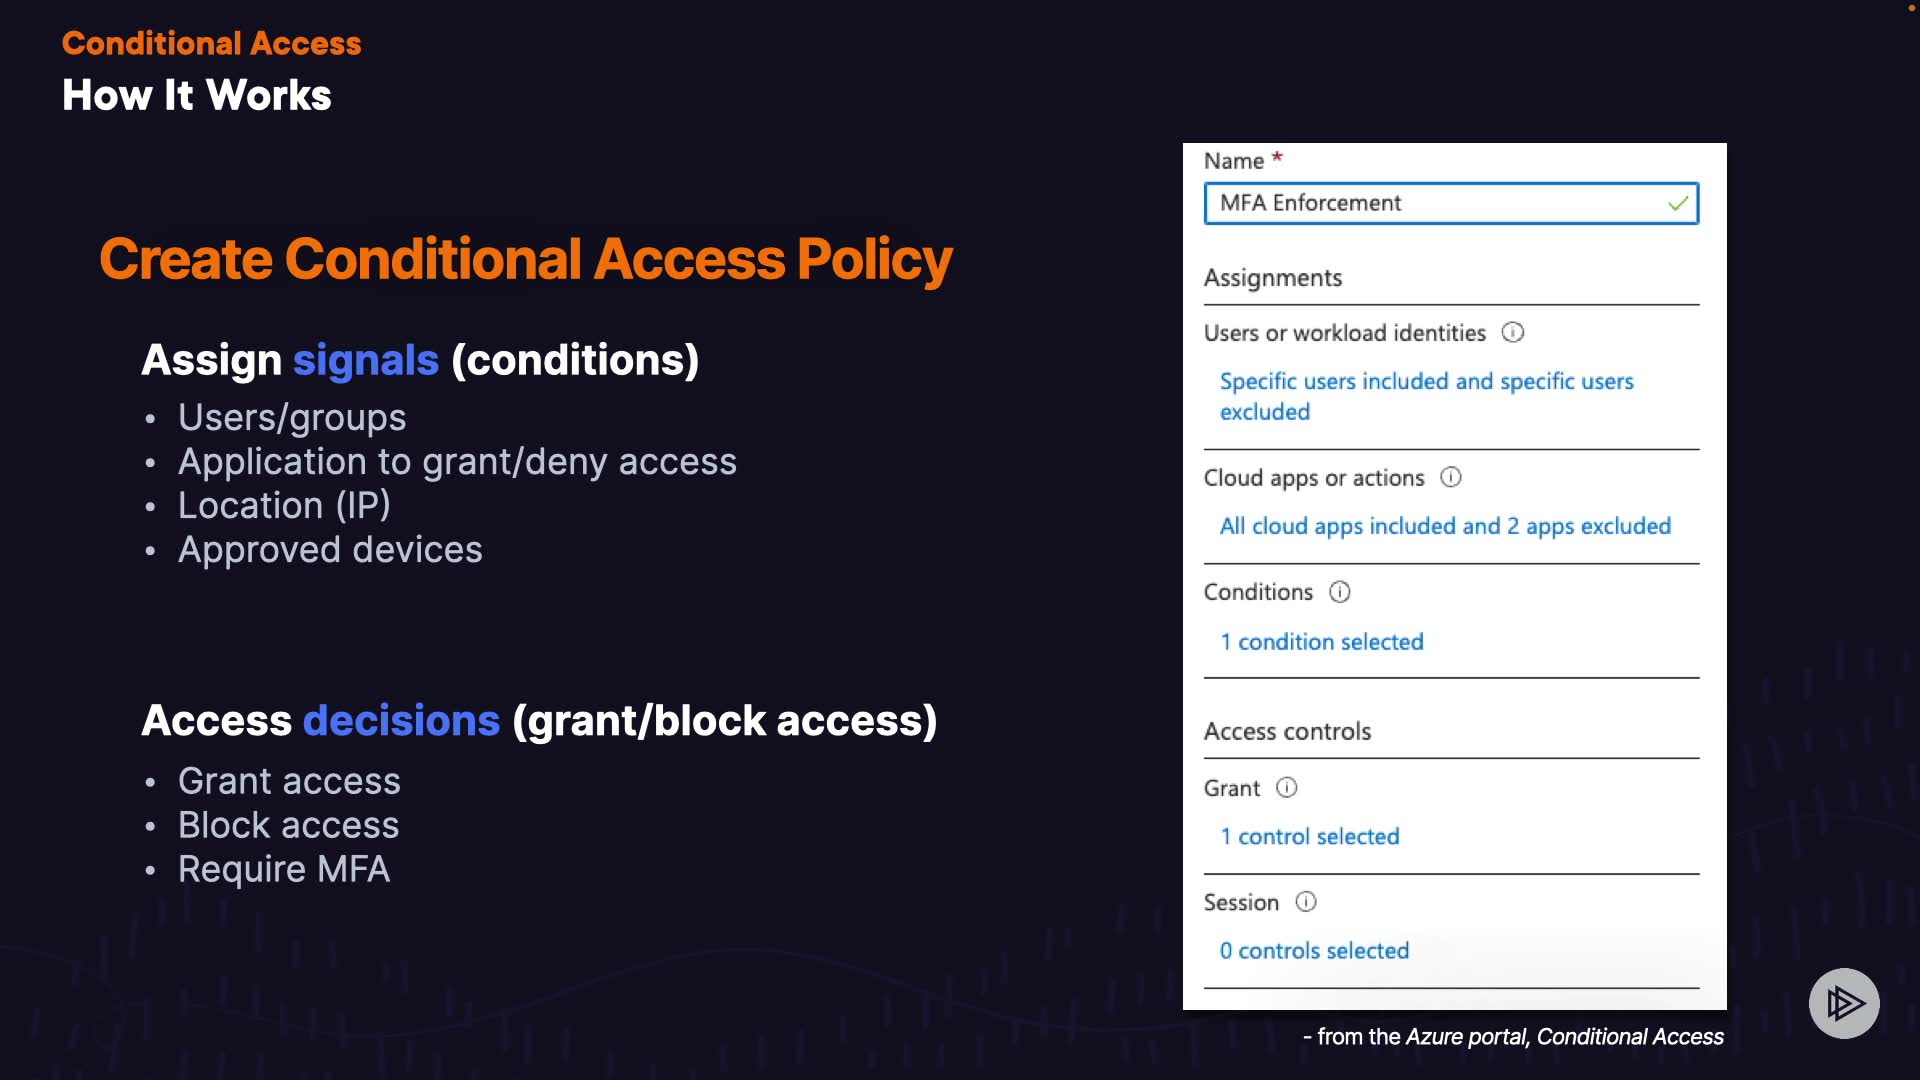 Conditional Access
How It Works
Create Conditional Access Policy
Assign signals (conditions)
• Users/groups
• Application to grant/deny access
• Location (IP)
• Approved devices
Access decisions (grant/block access)
• Grant access
• Block access
• Require MFA
Name *
MFA Enforcement
Assignments
Users or workload identities
Specific users included and specific users
excluded
Cloud apps or actions
All cloud apps included and 2 apps excluded
Conditions
1 condition selected
Access controls
Grant
1 control selected
Session
0 controls selected
- from the Azure portal, Conditional Access